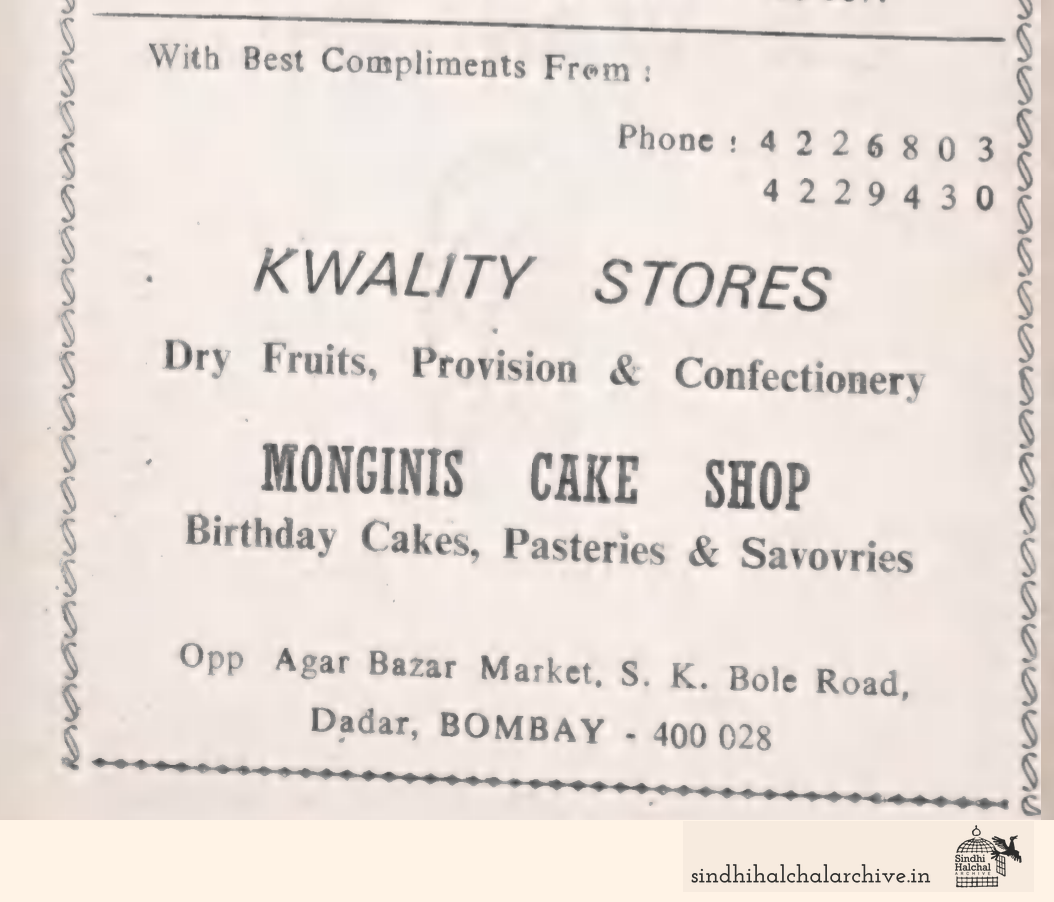 With Best Compliments From :
Phone : 4 2 2 6 8 0 3
4 2 2 9 4 3 0
KWALITY STORES
Dry Fruits, Provision & Confectionery
MONGINIS CAKE SHOP
Birthday Cakes, Pasteries & Savovries
Opp Agar Bazar Market, S. K. Bole Road,
Dadar, BOMBAY - 400 028
sindhihalchalarchive.in
Sindhi
Halchal
ARCHIVE